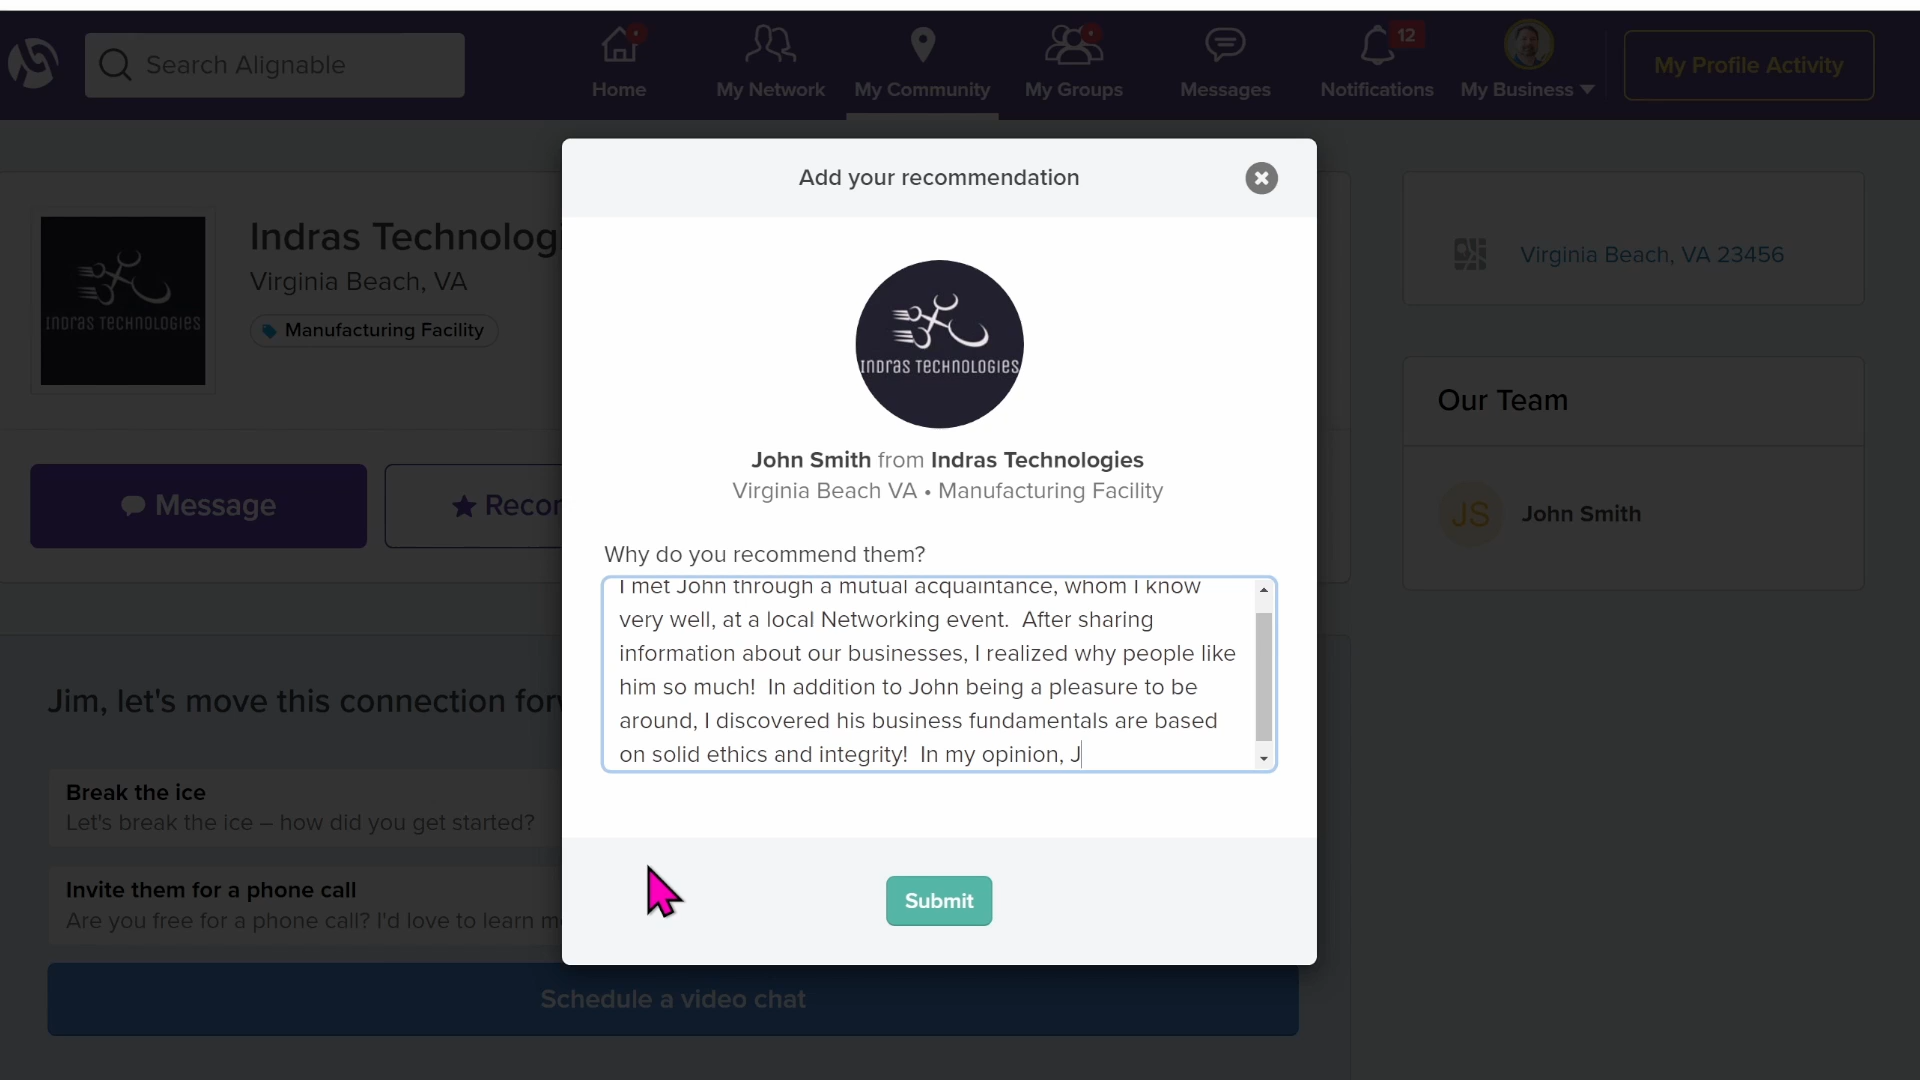 Search Alignable
Home
My Network
My Community
My Groups
Messages
12
Notifications
My Business
My Profile Activity
Indras Technologi
Virginia Beach, VA
Manufacturing Facility
INDRAS TECHNOLOGIES
Message
Recon
Jim, let's move this connection forv
Break the ice
Let's break the ice – how did you get started?
Invite them for a phone call
Are you free for a phone call? I'd love to learn m
Schedule a video chat
Add your recommendation
INDRAS TECHNOLOGIES
John Smith from Indras Technologies
Virginia Beach VA • Manufacturing Facility
Why do you recommend them?
I met John through a mutual acquaintance, whom I know
very well, at a local Networking event.  After sharing
information about our businesses, I realized why people like
him so much!  In addition to John being a pleasure to be
around, I discovered his business fundamentals are based
on solid ethics and integrity!  In my opinion, J
Submit
Virginia Beach, VA 23456
Our Team
JS
John Smith